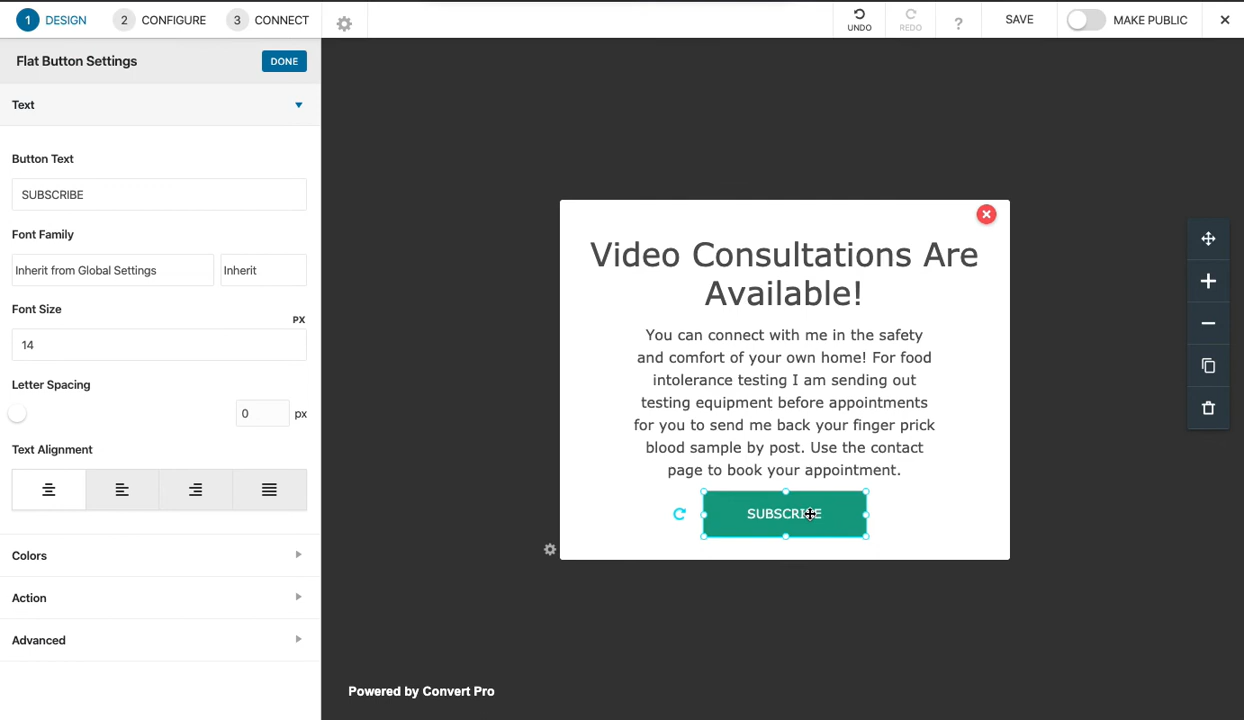 1 DESIGN 2 CONFIGURE 3 CONNECT UNDO REDO ? SAVE MAKE PUBLIC
Flat Button Settings DONE
Text
Button Text
SUBSCRIBE
Font Family
Inherit from Global Settings Inherit
Font Size
PX
14
Letter Spacing
0 px
Text Alignment
Colors
Action
Advanced
Video Consultations Are
Available!
You can connect with me in the safety
and comfort of your own home! For food
intolerance testing I am sending out
testing equipment before appointments
for you to send me back your finger prick
blood sample by post. Use the contact
page to book your appointment.
SUBSCRIBE
Powered by Convert Pro